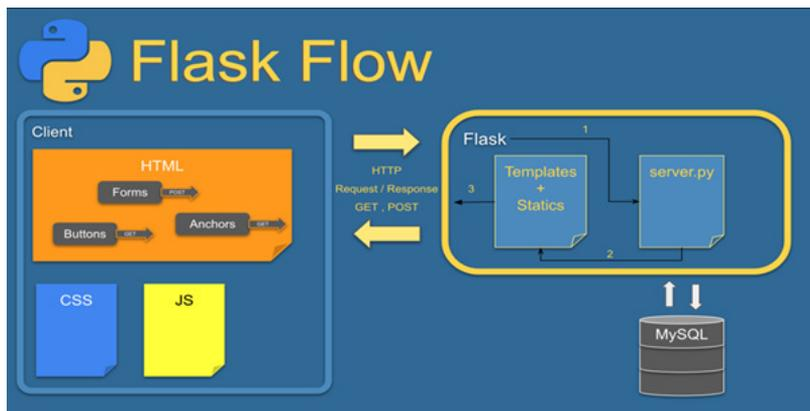 Flask Flow
Client
HTML
Forms
POST
Anchors
GET
Buttons
GET
CSS
JS
HTTP
Request / Response
GET , POST
Flask
1
Templates
+
Statics
server.py
3
2
MySQL